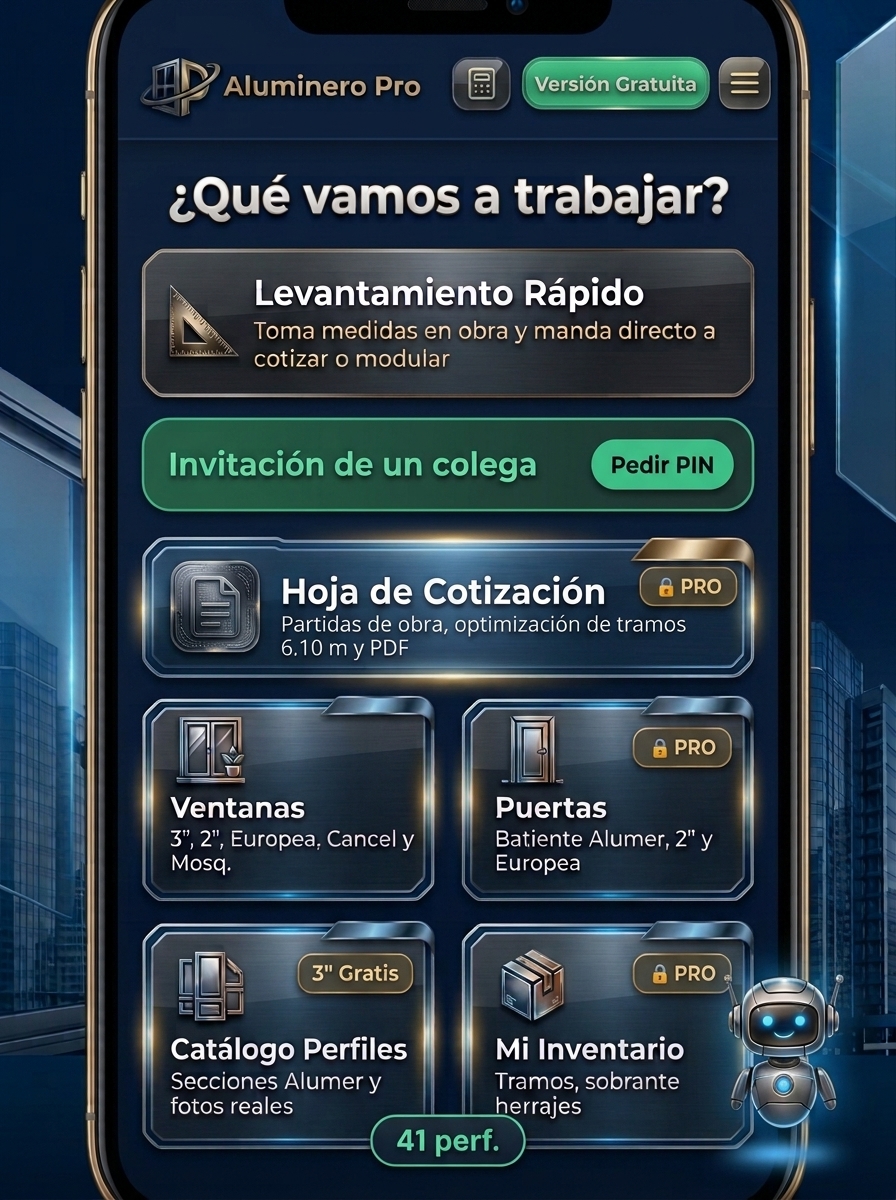 Aluminero Pro
Versión Gratuita
¿Qué vamos a trabajar?
Levantamiento Rápido
Toma medidas en obra y manda directo a
cotizar o modular
Invitación de un colega
Pedir PIN
Hoja de Cotización
PRO
Partidas de obra, optimización de tramos
6.10 m y PDF
Ventanas
3", 2", Europea, Cancel y
Mosq.
PRO
Puertas
Batiente Alumer, 2" y
Europea
3" Gratis
Catálogo Perfiles
Secciones Alumer y
fotos reales
PRO
Mi Inventario
Tramos, sobrante
herrajes
41 perf.